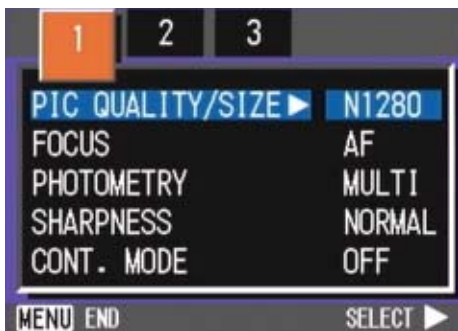 1 2 3
PIC QUALITY/SIZE▶ N1280
FOCUS AF
PHOTOMETRY MULTI
SHARPNESS NORMAL
CONT. MODE OFF
MENU END SELECT ▶